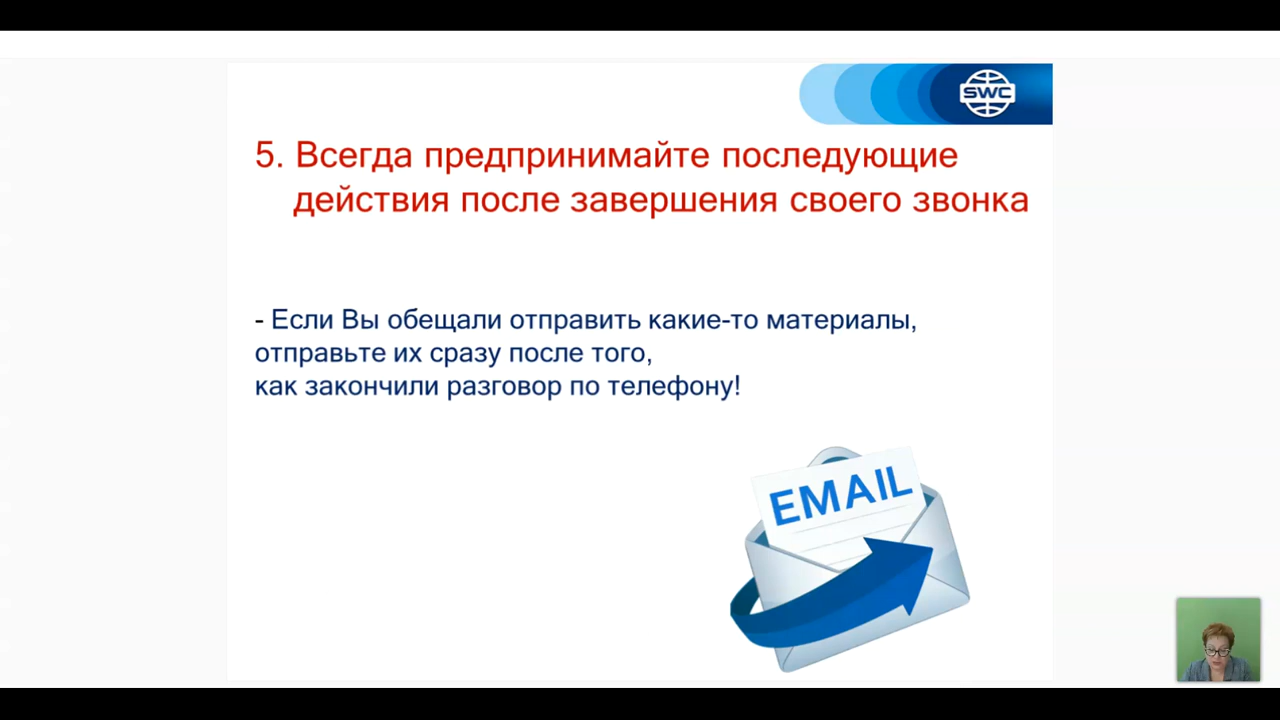 SWC
5. Всегда предпринимайте последующие
действия после завершения своего звонка
- Если Вы обещали отправить какие-то материалы,
отправьте их сразу после того,
как закончили разговор по телефону!
EMAIL